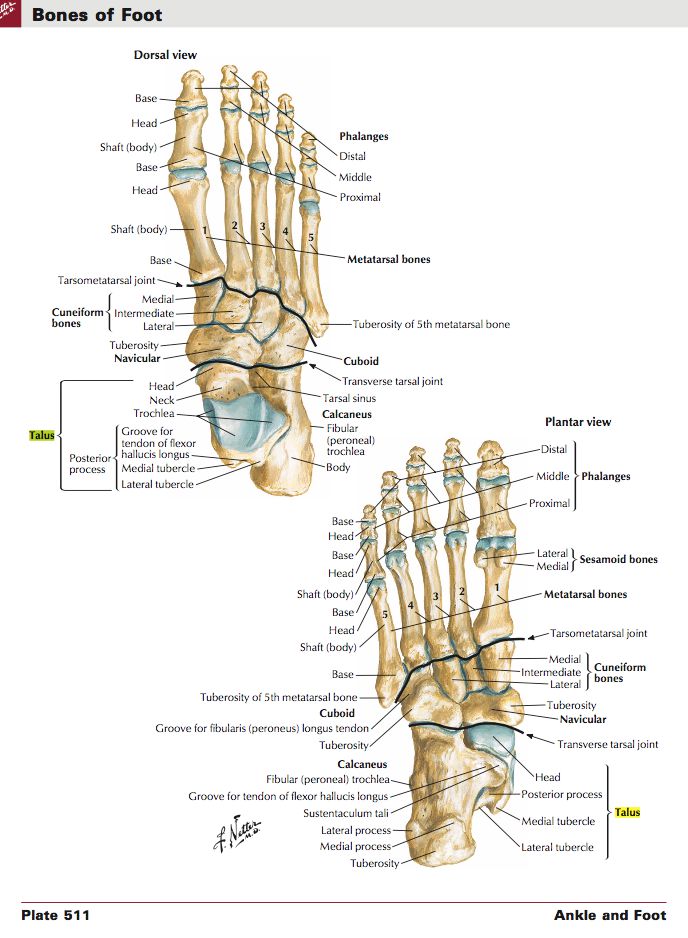 Bones of Foot
Dorsal view
Base
Head
Shaft (body)
Base
Head
Phalanges
Distal
Middle
Proximal
Shaft (body)
1
2
3
4
5
Metatarsal bones
Base
Tarsometatarsal joint
Cuneiform
bones
Medial
Intermediate
Lateral
Tuberosity of 5th metatarsal bone
Tuberosity
Navicular
Cuboid
Transverse tarsal joint
Head
Neck
Tarsal sinus
Trochlea
Calcaneus
Fibular
(peroneal)
trochlea
Body
Talus
Posterior
process
Groove for
tendon of flexor
hallucis longus
Medial tubercle
Lateral tubercle
Plantar view
Distal
Middle
Proximal
Phalanges
Base
Head
Base
Head
Lateral
Medial
Sesamoid bones
Shaft (body)
Base
Head
Shaft (body)
5
4
3
2
1
Metatarsal bones
Tarsometatarsal joint
Base
Medial
Intermediate
Lateral
Cuneiform
bones
Tuberosity of 5th metatarsal bone
Tuberosity
Navicular
Cuboid
Groove for fibularis (peroneus) longus tendon
Tuberosity
Transverse tarsal joint
Calcaneus
Fibular (peroneal) trochlea
Groove for tendon of flexor hallucis longus
Sustentaculum tali
Lateral process
Medial process
Tuberosity
Head
Posterior process
Medial tubercle
Lateral tubercle
Talus
F. Netter
M.D.
Plate 511
Ankle and Foot